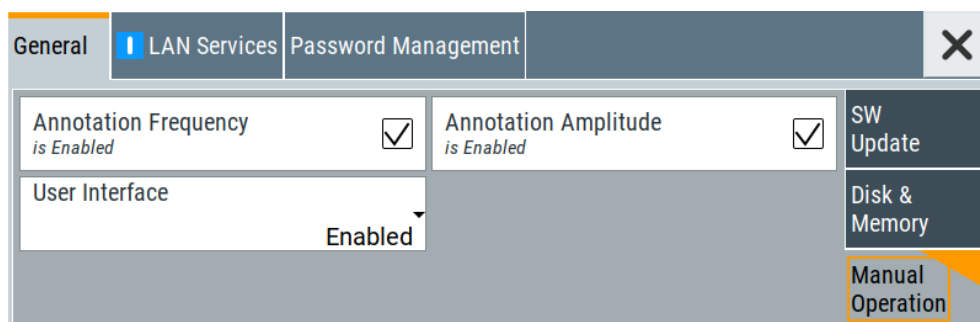 General
LAN Services
Password Management
Annotation Frequency
is Enabled
Annotation Amplitude
is Enabled
User Interface
Enabled
SW
Update
Disk &
Memory
Manual
Operation